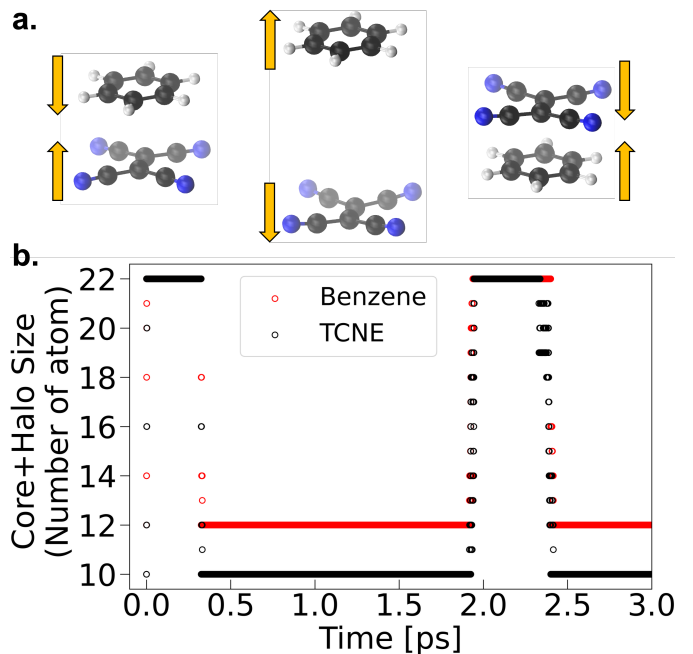 a.
b.
Core+Halo Size
(Number of atom)
22
20
18
16
14
12
10
Benzene
TCNE
0.0 0.5 1.0 1.5 2.0 2.5 3.0
Time [ps]